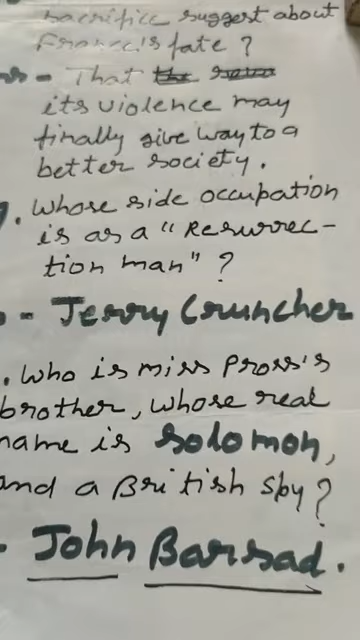 sacrifice suggest about
France's fate?
ns - That the
its violence may
finally give way to a
better society.
. Whose side occupation
is as a "Resurrec-
tion man"?
- Jerry Cruncher
. Who is miss Pross's
brother, whose real
name is solomon,
and a British spy?
. John Barsad.